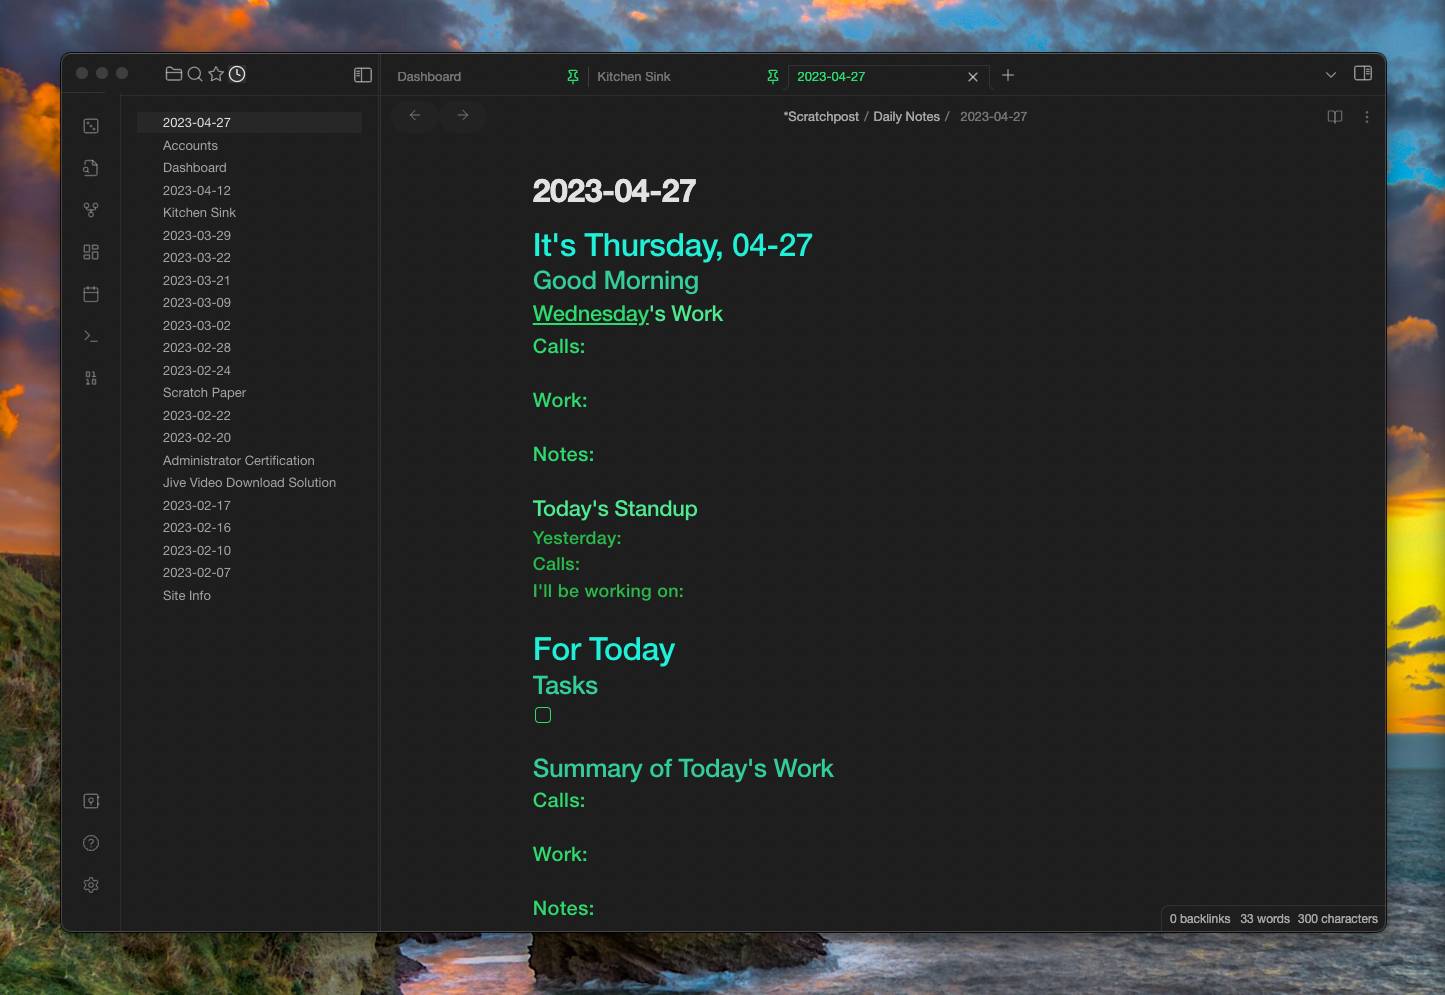 Dashboard
Kitchen Sink
2023-04-27
2023-04-27
Accounts
Dashboard
2023-04-12
Kitchen Sink
2023-03-29
2023-03-22
2023-03-21
2023-03-09
2023-03-02
2023-02-28
2023-02-24
Scratch Paper
2023-02-22
2023-02-20
Administrator Certification
Jive Video Download Solution
2023-02-17
2023-02-16
2023-02-10
2023-02-07
Site Info
*Scratchpost / Daily Notes / 2023-04-27
2023-04-27
It's Thursday, 04-27
Good Morning
Wednesday's Work
Calls:
Work:
Notes:
Today's Standup
Yesterday:
Calls:
I'll be working on:
For Today
Tasks
Summary of Today's Work
Calls:
Work:
Notes:
0 backlinks 33 words 300 characters